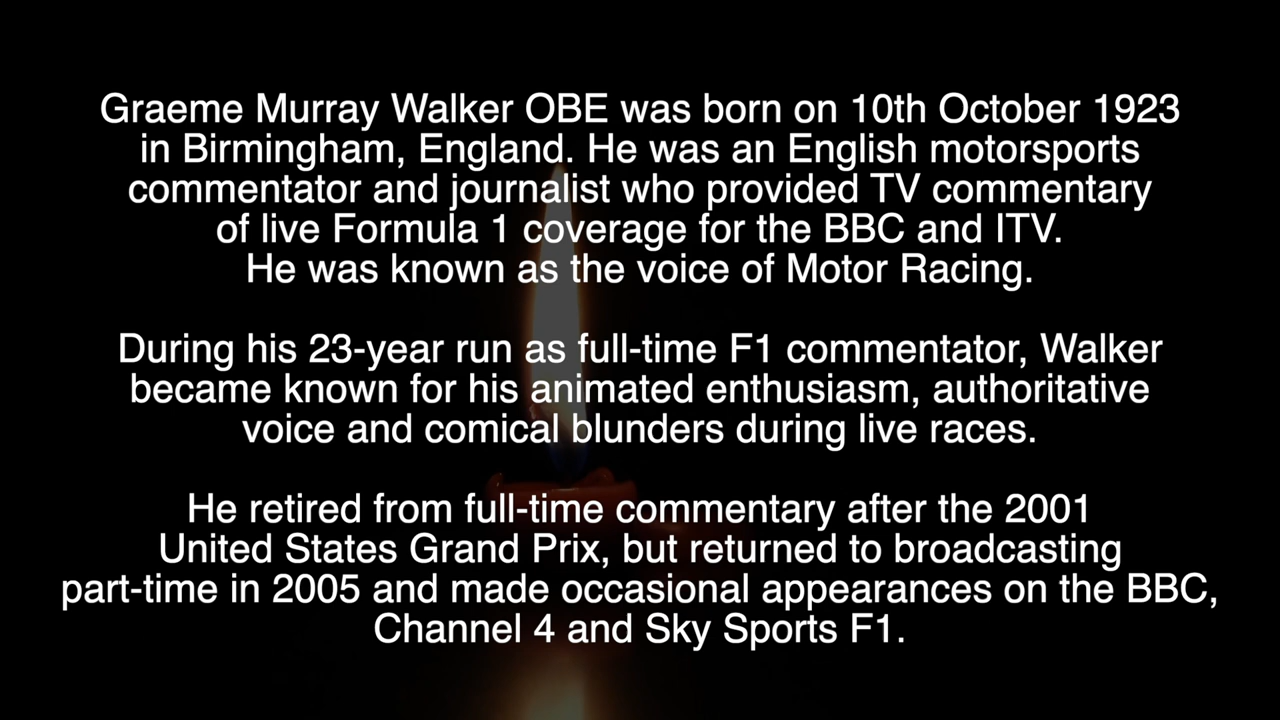 Graeme Murray Walker OBE was born on 10th October 1923
in Birmingham, England. He was an English motorsports
commentator and journalist who provided TV commentary
of live Formula 1 coverage for the BBC and ITV.
He was known as the voice of Motor Racing.
During his 23-year run as full-time F1 commentator, Walker
became known for his animated enthusiasm, authoritative
voice and comical blunders during live races.
He retired from full-time commentary after the 2001
United States Grand Prix, but returned to broadcasting
part-time in 2005 and made occasional appearances on the BBC,
Channel 4 and Sky Sports F1.